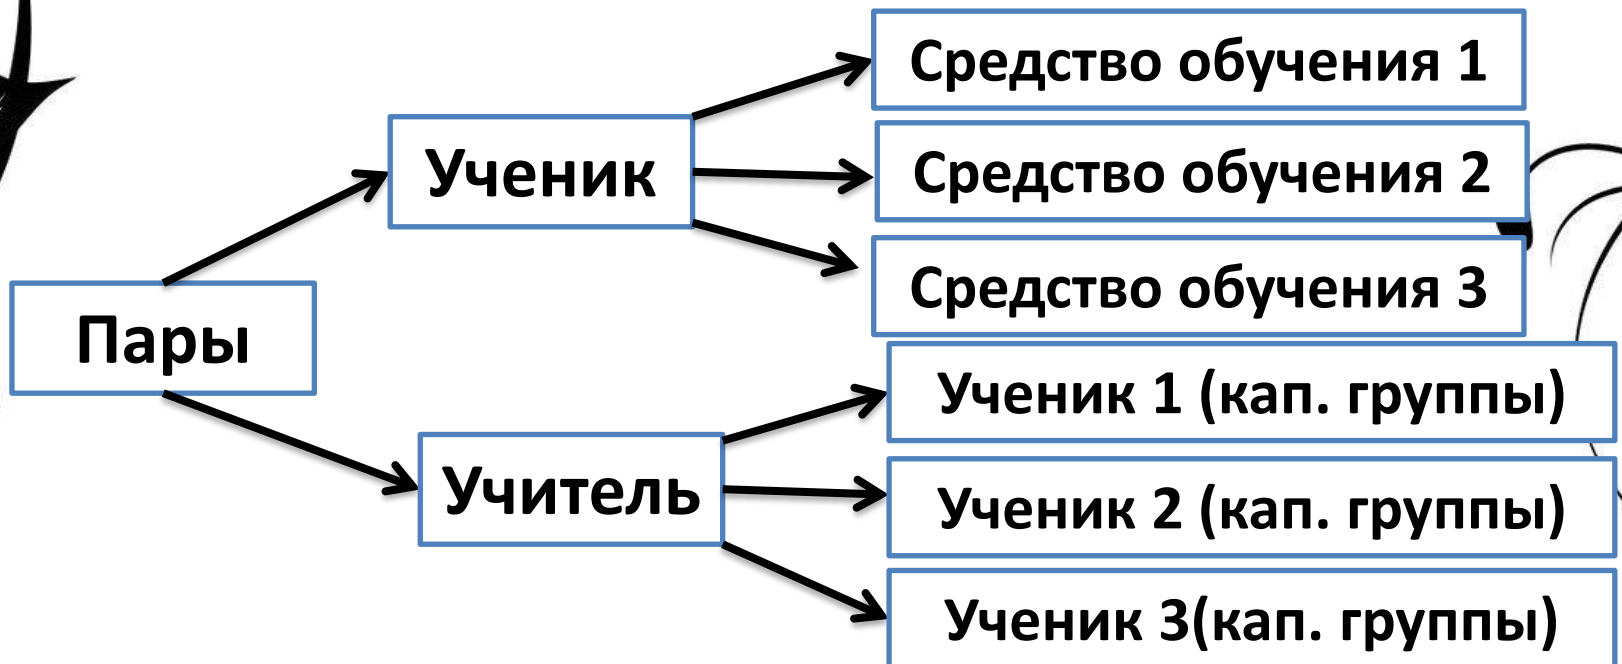 Средство обучения 1
Ученик
Средство обучения 2
Средство обучения 3
Пары
Ученик 1 (кап. группы)
Учитель
Ученик 2 (кап. группы)
Ученик 3(кап. группы)